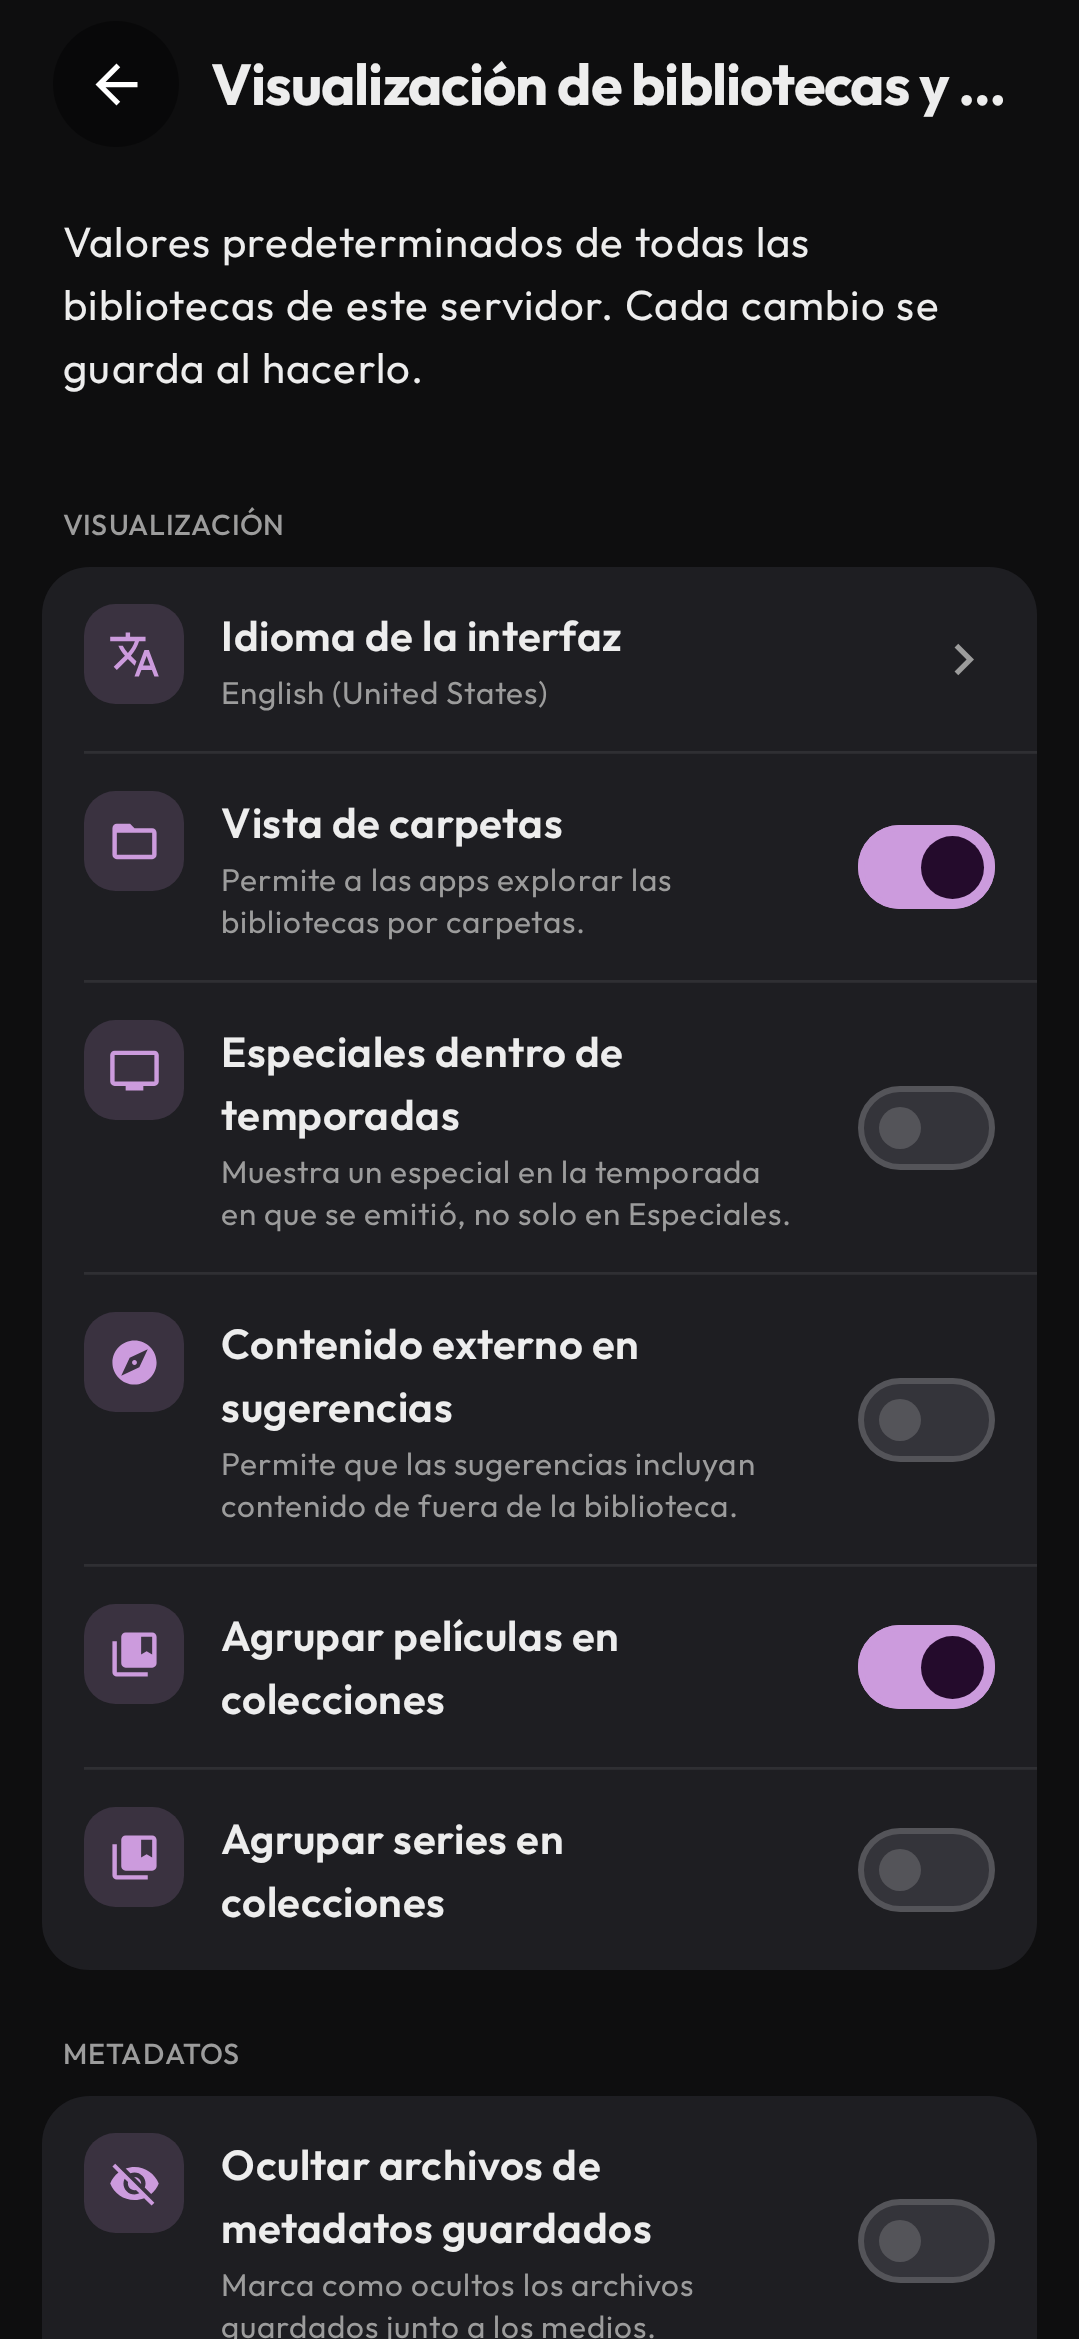 Visualización de bibliotecas y ...
Valores predeterminados de todas las
bibliotecas de este servidor. Cada cambio se
guarda al hacerlo.
VISUALIZACIÓN
Idioma de la interfaz
English (United States)
Vista de carpetas
Permite a las apps explorar las
bibliotecas por carpetas.
Especiales dentro de
temporadas
Muestra un especial en la temporada
en que se emitió, no solo en Especiales.
Contenido externo en
sugerencias
Permite que las sugerencias incluyan
contenido de fuera de la biblioteca.
Agrupar películas en
colecciones
Agrupar series en
colecciones
METADATOS
Ocultar archivos de
metadatos guardados
Marca como ocultos los archivos
guardados junto a los medios.